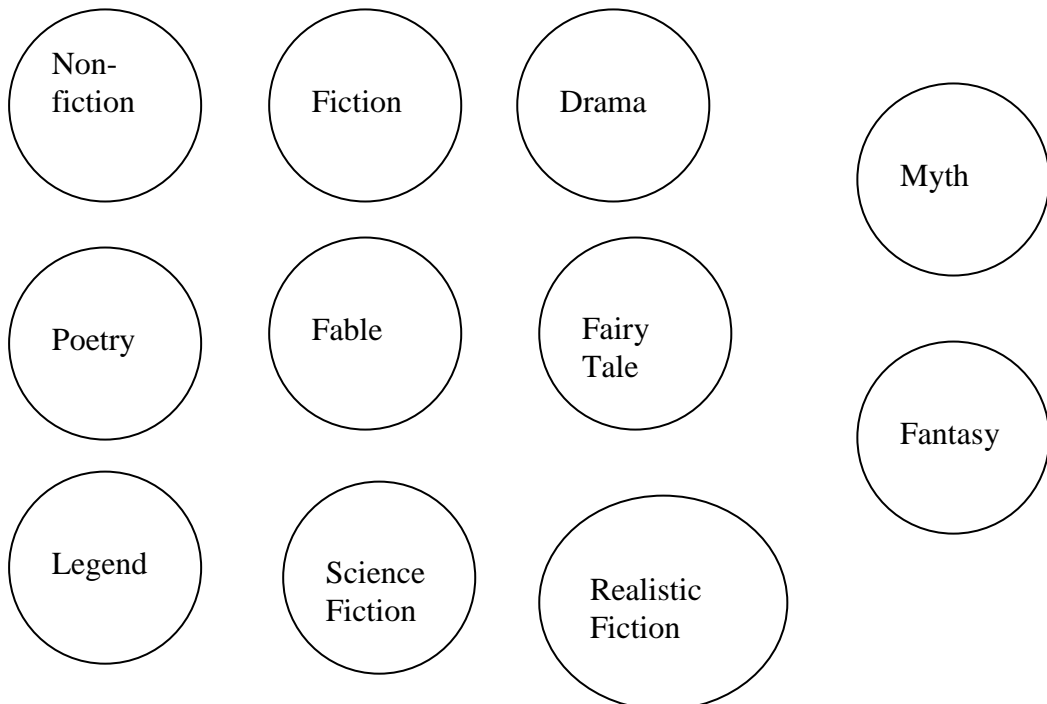 Non-
fiction
Fiction
Drama
Myth
Poetry
Fable
Fairy
Tale
Fantasy
Legend
Science
Fiction
Realistic
Fiction